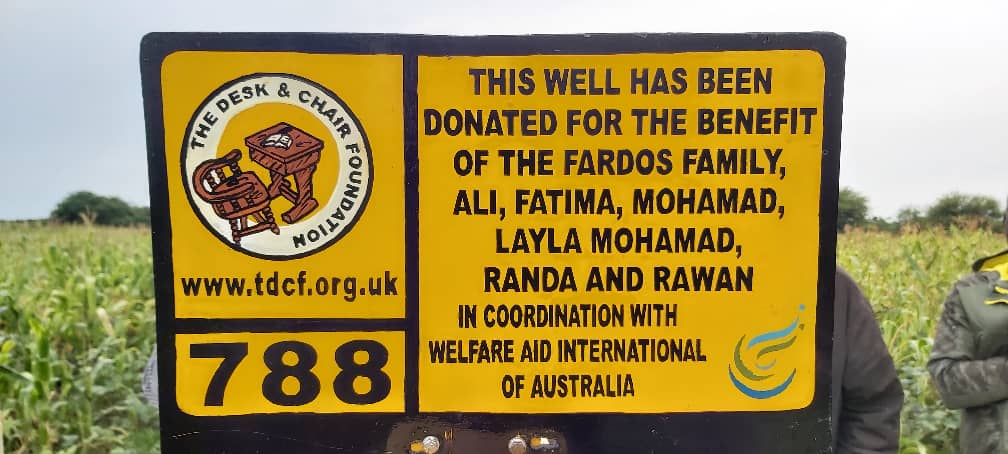 THE DESK & CHAIR FOUNDATION
www.tdcf.org.uk
788
THIS WELL HAS BEEN
DONATED FOR THE BENEFIT
OF THE FARDOS FAMILY,
ALI, FATIMA, MOHAMAD,
LAYLA MOHAMAD,
RANDA AND RAWAN
IN COORDINATION WITH
WELFARE AID INTERNATIONAL
OF AUSTRALIA